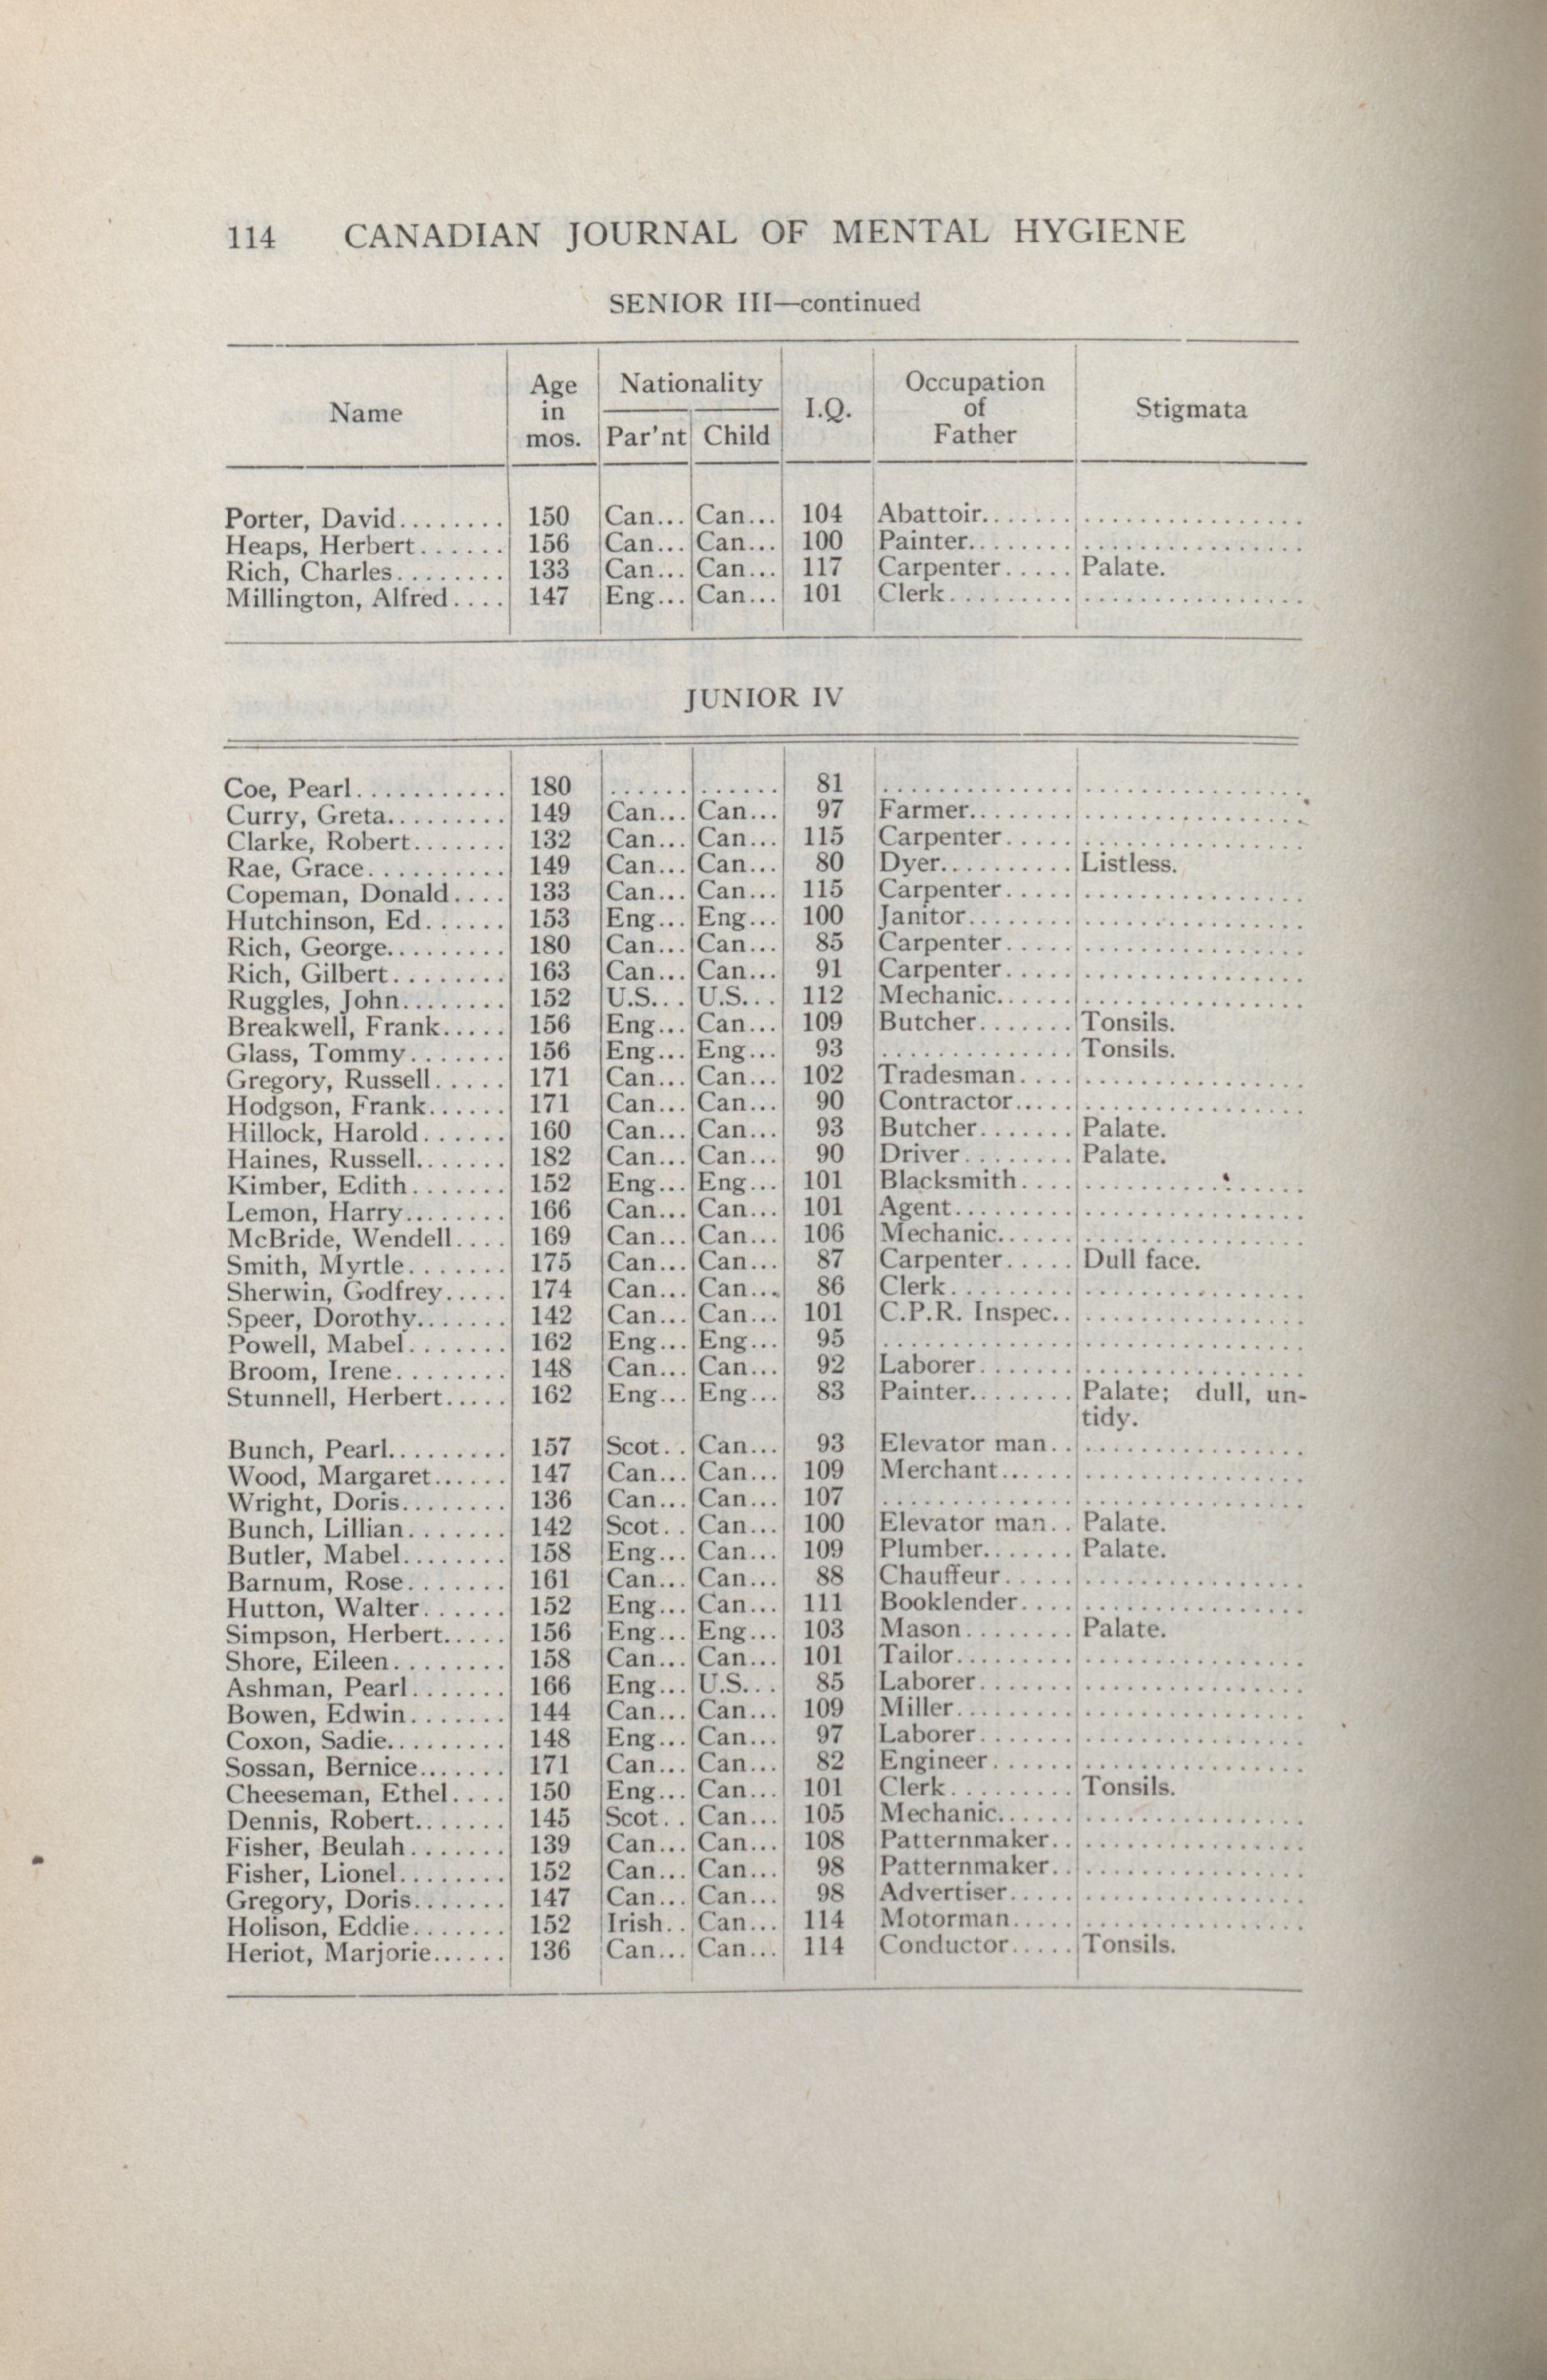 114 CANADIAN JOURNAL OF MENTAL HYGIENE
SENIOR III—continued
Name Age in mos. Nationality Par'nt Child I.Q. Occupation of Father Stigmata
Porter, David........ 150 Can... Can... 104 Abattoir....... ................
Heaps, Herbert...... 156 Can... Can... 100 Painter........ ................
Rich, Charles........ 133 Can... Can... 117 Carpenter..... Palate.
Millington, Alfred.... 147 Eng... Can... 101 Clerk......... ................
JUNIOR IV
Coe, Pearl........... 180 ...... ...... 81 .............. ................
Curry, Greta......... 149 Can... Can... 97 Farmer........ ................
Clarke, Robert....... 132 Can... Can... 115 Carpenter..... ................
Rae, Grace.......... 149 Can... Can... 80 Dyer.......... Listless.
Copeman, Donald.... 133 Can... Can... 115 Carpenter..... ................
Hutchinson, Ed...... 153 Eng... Eng... 100 Janitor........ ................
Rich, George......... 180 Can... Can... 85 Carpenter..... ................
Rich, Gilbert........ 163 Can... Can... 91 Carpenter..... ................
Ruggles, John........ 152 U.S... U.S... 112 Mechanic...... ................
Breakwell, Frank..... 156 Eng... Can... 109 Butcher....... Tonsils.
Glass, Tommy....... 156 Eng... Eng... 93 .............. Tonsils.
Gregory, Russell..... 171 Can... Can... 102 Tradesman.... ................
Hodgson, Frank...... 171 Can... Can... 90 Contractor..... ................
Hillock, Harold...... 160 Can... Can... 93 Butcher....... Palate.
Haines, Russell....... 182 Can... Can... 90 Driver........ Palate.
Kimber, Edith....... 152 Eng... Eng... 101 Blacksmith.... ................
Lemon, Harry........ 166 Can... Can... 101 Agent......... ................
McBride, Wendell.... 169 Can... Can... 106 Mechanic...... ................
Smith, Myrtle....... 175 Can... Can... 87 Carpenter..... Dull face.
Sherwin, Godfrey..... 174 Can... Can... 86 Clerk......... ................
Speer, Dorothy....... 142 Can... Can... 101 C.P.R. Inspec.. ................
Powell, Mabel....... 162 Eng... Eng... 95 .............. ................
Broom, Irene........ 148 Can... Can... 92 Laborer....... ................
Stunnell, Herbert..... 162 Eng... Eng... 83 Painter........ Palate; dull, un-
tidy.
Bunch, Pearl......... 157 Scot.. Can... 93 Elevator man.. ................
Wood, Margaret...... 147 Can... Can... 109 Merchant...... ................
Wright, Doris........ 136 Can... Can... 107 .............. ................
Bunch, Lillian....... 142 Scot.. Can... 100 Elevator man.. Palate.
Butler, Mabel........ 158 Eng... Can... 109 Plumber....... Palate.
Barnum, Rose....... 161 Can... Can... 88 Chauffeur..... ................
Hutton, Walter...... 152 Eng... Can... 111 Booklender.... ................
Simpson, Herbert..... 156 Eng... Eng... 103 Mason........ Palate.
Shore, Eileen........ 158 Can... Can... 101 Tailor......... ................
Ashman, Pearl....... 166 Eng... U.S... 85 Laborer....... ................
Bowen, Edwin....... 144 Can... Can... 109 Miller......... ................
Coxon, Sadie......... 148 Eng... Can... 97 Laborer....... ................
Sossan, Bernice....... 171 Can... Can... 82 Engineer...... ................
Cheeseman, Ethel.... 150 Eng... Can... 101 Clerk......... Tonsils.
Dennis, Robert....... 145 Scot.. Can... 105 Mechanic...... ................
Fisher, Beulah....... 139 Can... Can... 108 Patternmaker.. ................
Fisher, Lionel........ 152 Can... Can... 98 Patternmaker.. ................
Gregory, Doris....... 147 Can... Can... 98 Advertiser..... ................
Holison, Eddie....... 152 Irish.. Can... 114 Motorman..... ................
Heriot, Marjorie...... 136 Can... Can... 114 Conductor..... Tonsils.